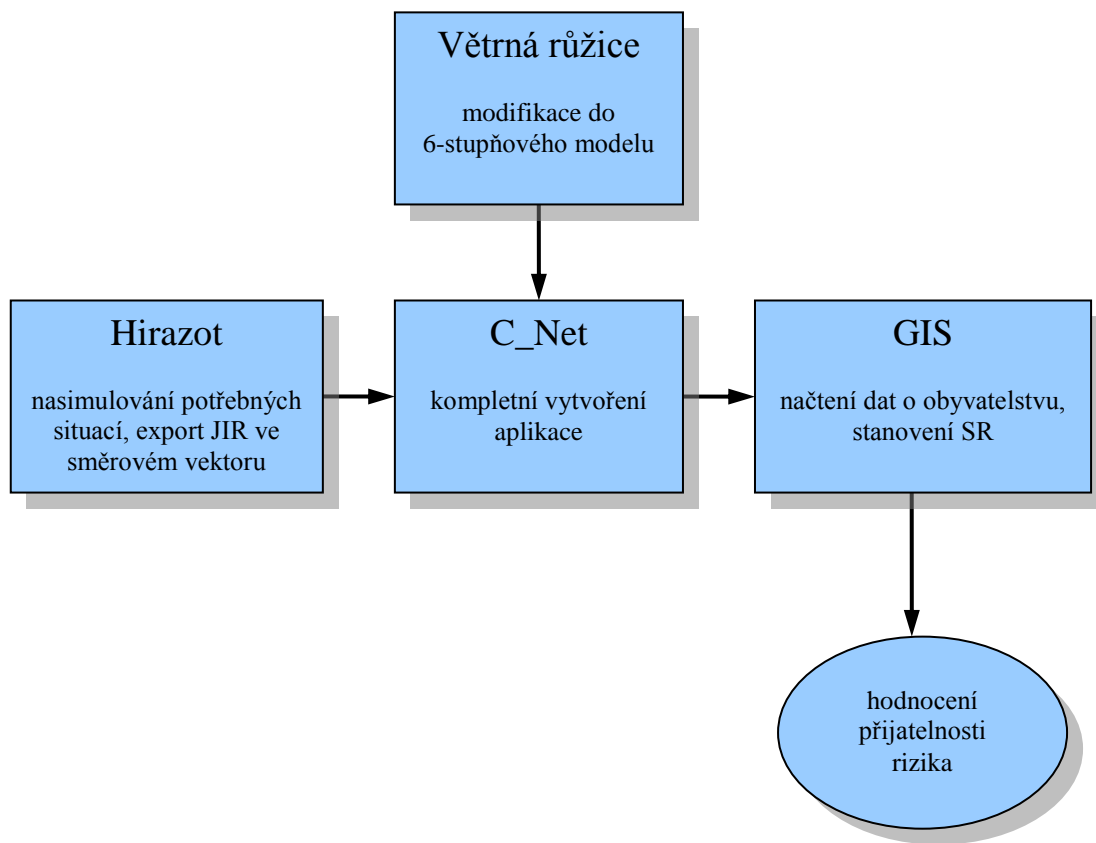 Větrná růžice
modifikace do
6-stupňového modelu
Hirazot
nasimulování potřebných
situací, export JIR ve
směrovém vektoru
C_Net
kompletní vytvoření
aplikace
GIS
načtení dat o obyvatelstvu,
stanovení SR
hodnocení
přijatelnosti
rizika